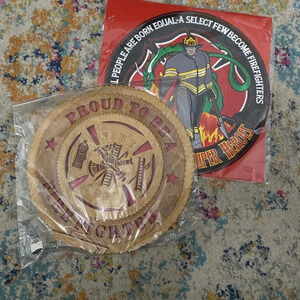 ALL PEOPLE ARE BORN EQUAL-A SELECT FEW BECOME FIREFIGHTERS
SUPER HEROES
PROUD TO BE A
FIREFIGHTER